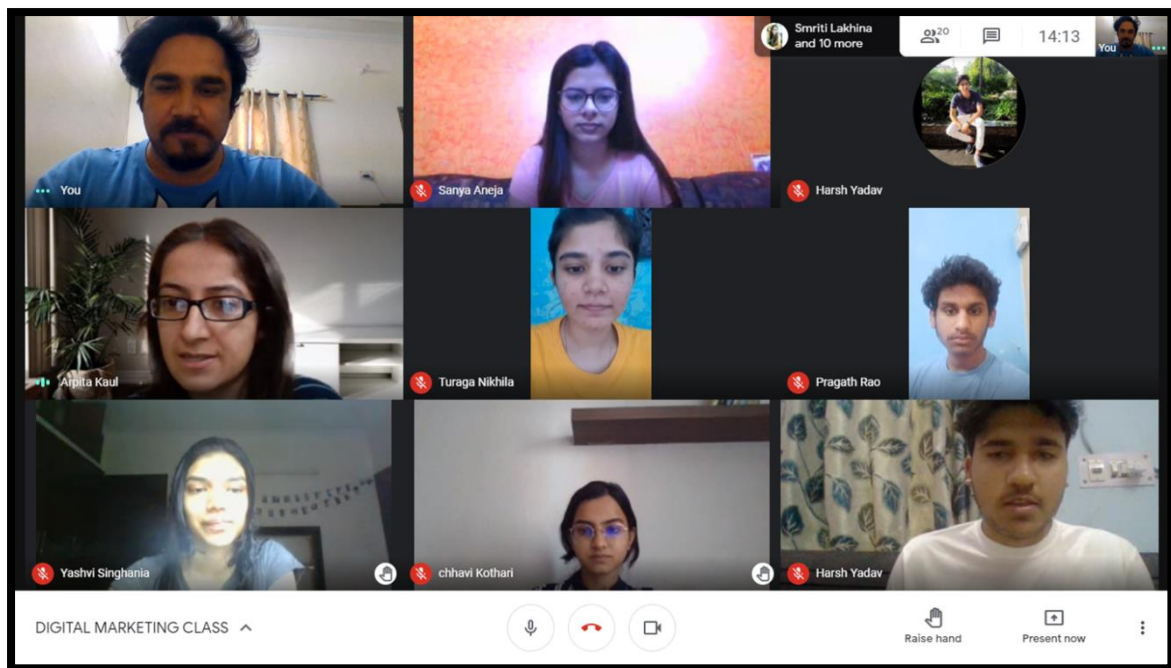 Smriti Lakhina
and 10 more
20
14:13
You
You
Sanya Aneja
Harsh Yadav
Arpita Kaul
Turaga Nikhila
Pragath Rao
Yashvi Singhania
chhavi Kothari
Harsh Yadav
DIGITAL MARKETING CLASS
Raise hand
Present now